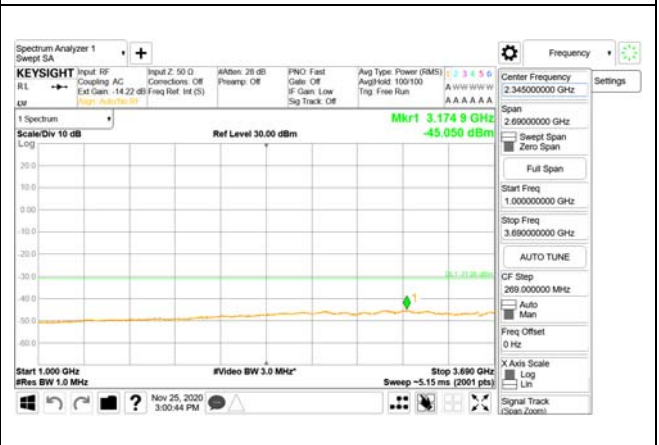 Spectrum Analyzer 1
Swept SA
Frequency
KEYSIGHT
RL
Input: RF
Coupling: AC
Ext Gain: -14.22 dB
Align: Auto/No RF
Input Z: 50 Ω
Corrections: Off
Freq Ref: Int (S)
#Atten: 28 dB
Preamp: Off
PNO: Fast
Gate: Off
IF Gain: Low
Sig Track: Off
Avg Type: Power (RMS)
Avg|Hold: 100/100
Trig: Free Run
1 2 3 4 5 6
A W W W W W
A A A A A A
1 Spectrum
Scale/Div 10 dB
Ref Level 30.00 dBm
Mkr1 3.174 9 GHz
-45.050 dBm
Log
20.0
10.0
0.00
-10.0
-20.0
-30.0
-40.0
-50.0
-60.0
1
Start 1.000 GHz
#Video BW 3.0 MHz*
Stop 3.690 GHz
#Res BW 1.0 MHz
Sweep ~5.15 ms (2001 pts)
Nov 25, 2020
3:00:44 PM
Center Frequency
2.345000000 GHz
Settings
Span
2.69000000 GHz
Swept Span
Zero Span
Full Span
Start Freq
1.000000000 GHz
Stop Freq
3.690000000 GHz
AUTO TUNE
CF Step
269.000000 MHz
Auto
Man
Freq Offset
0 Hz
X Axis Scale
Log
Lin
Signal Track
(Span Zoom)